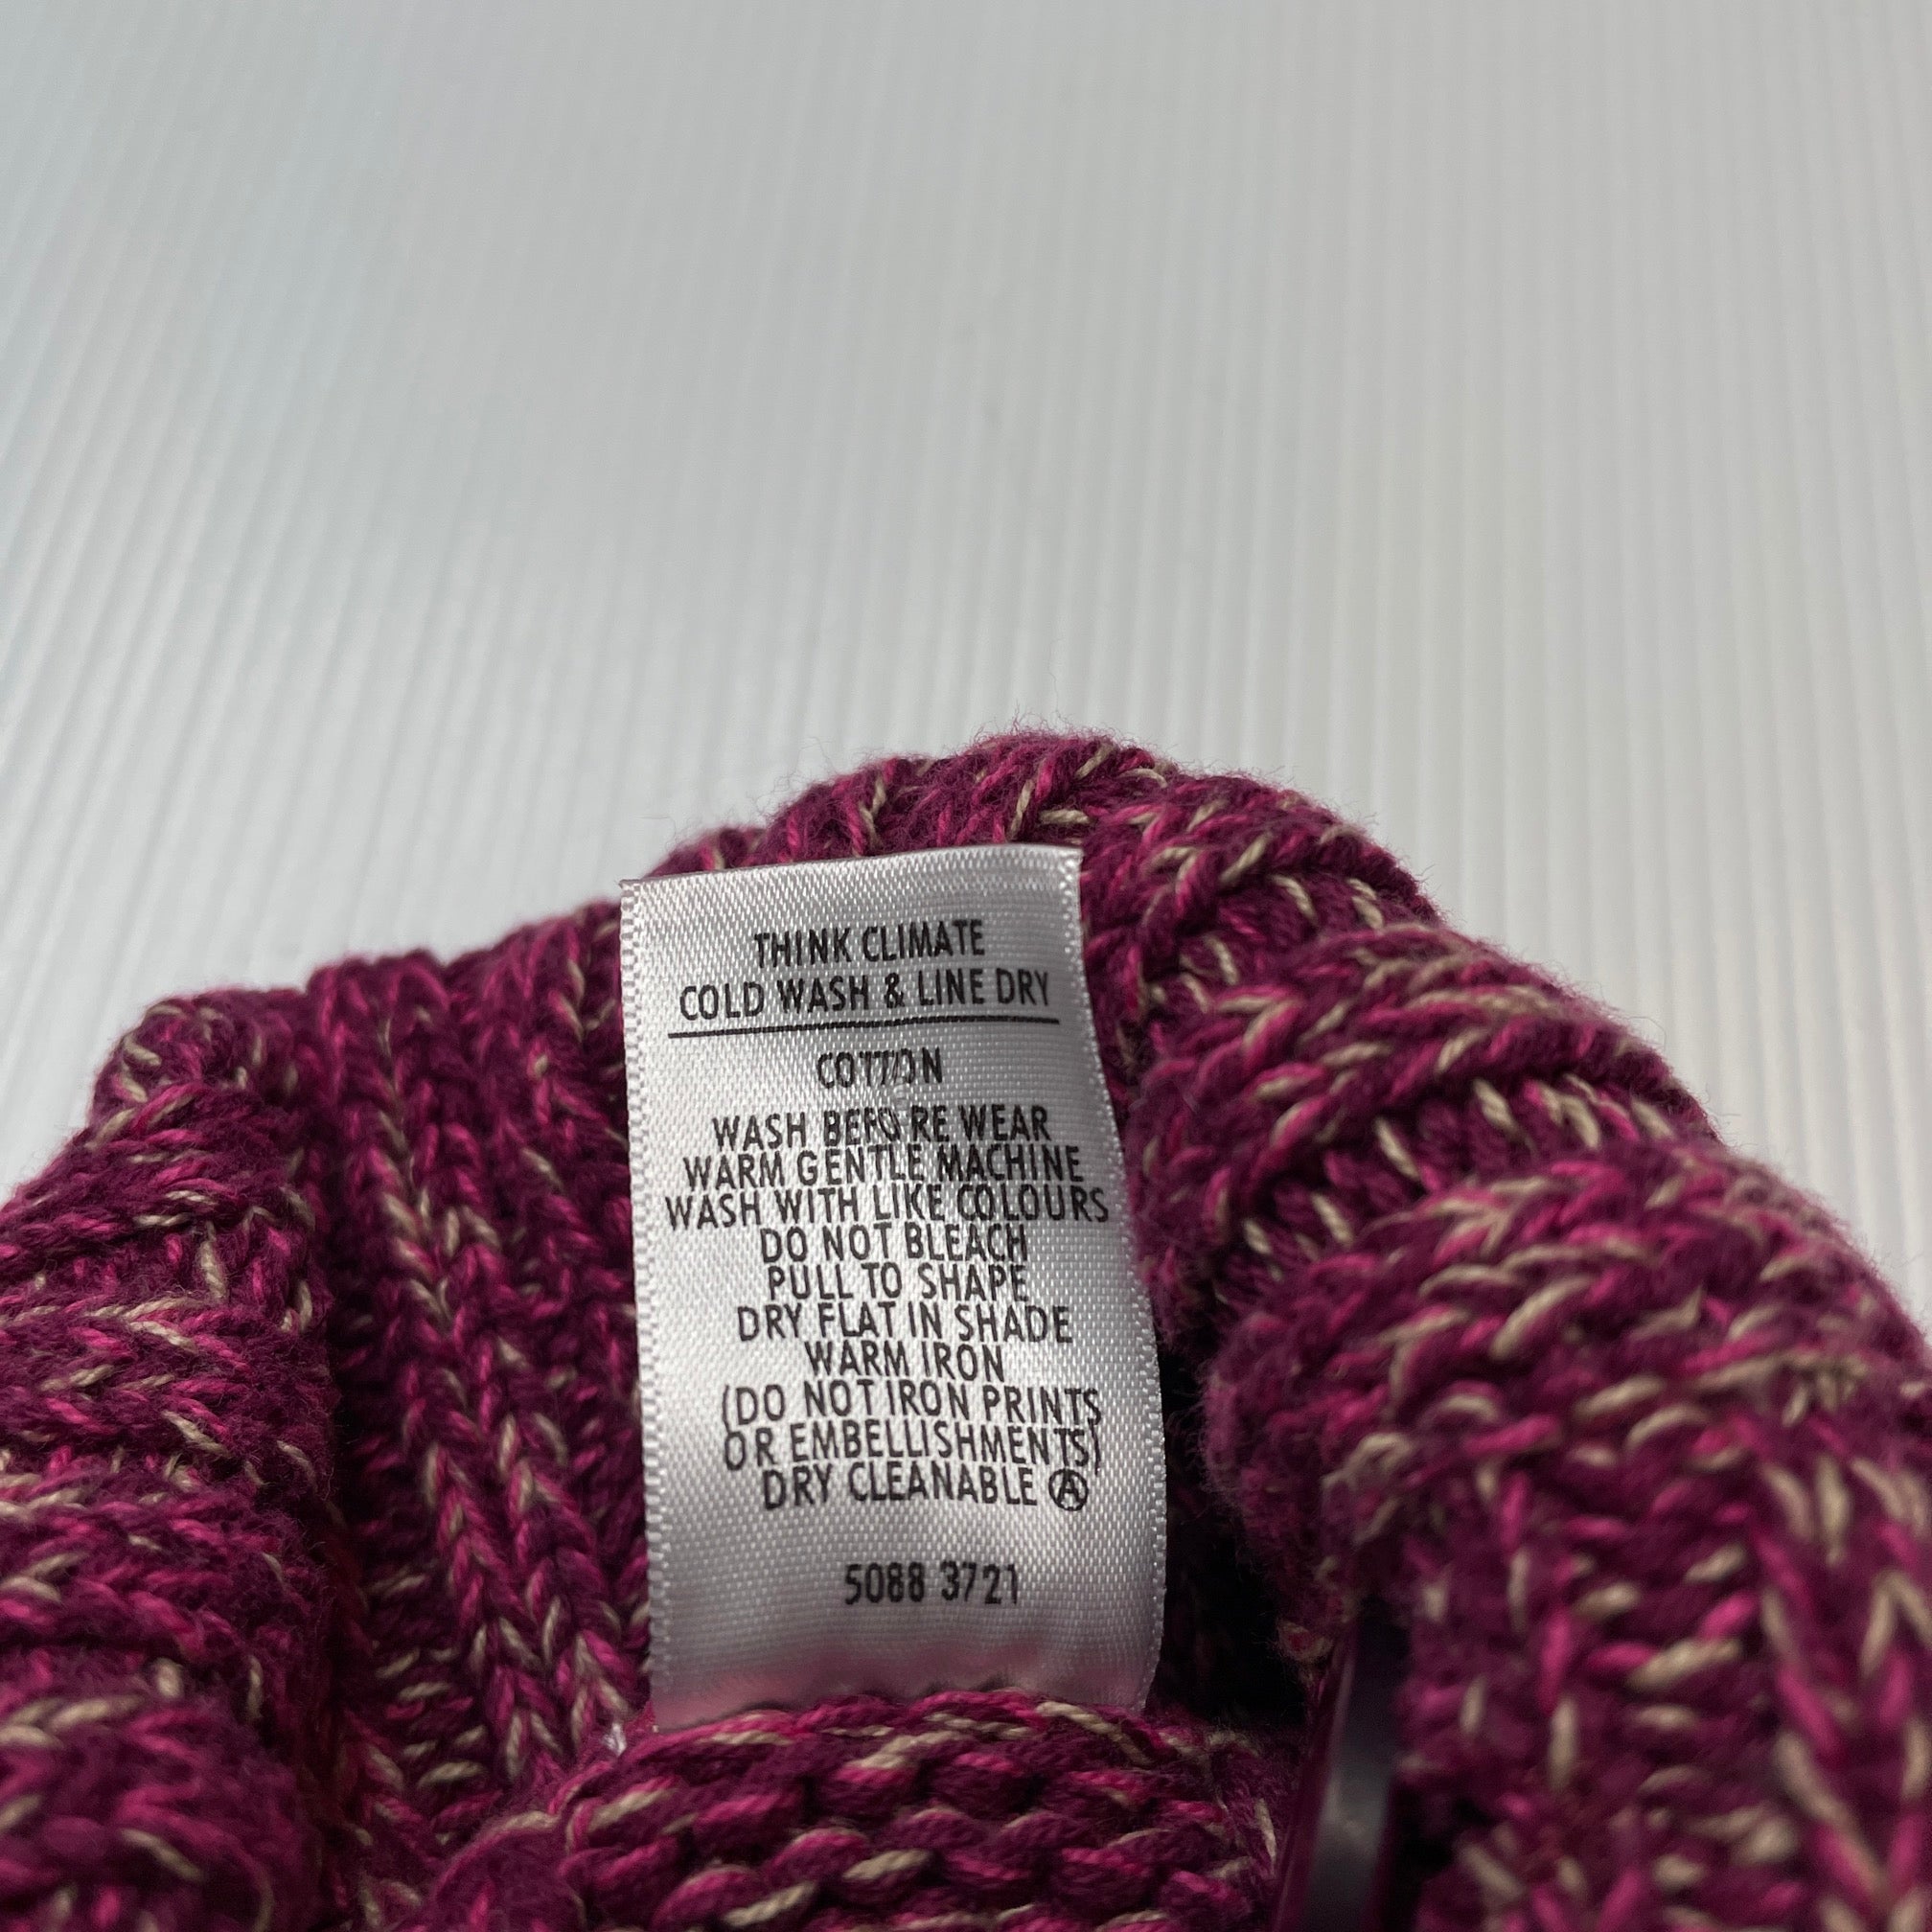 THINK CLIMATE
COLD WASH & LINE DRY
COTTON
WASH BEFORE WEAR
WARM GENTLE MACHINE
WASH WITH LIKE COLOURS
DO NOT BLEACH
PULL TO SHAPE
DRY FLAT IN SHADE
WARM IRON
(DO NOT IRON PRINTS
OR EMBELLISHMENTS)
DRY CLEANABLE Ⓐ
5088 3721